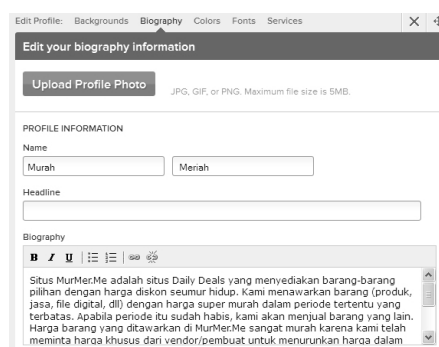 Edit Profile: Backgrounds Biography Colors Fonts Services
Edit your biography information
Upload Profile Photo JPG, GIF, or PNG. Maximum file size is 5MB.
PROFILE INFORMATION
Name
Murah Meriah
Headline
Biography
B I U
Situs MurMer.Me adalah situs Daily Deals yang menyediakan barang-barang
pilihan dengan harga diskon seumur hidup. Kami menawarkan barang (produk,
jasa, file digital, dll) dengan harga super murah dalam periode tertentu yang
terbatas. Apabila periode itu sudah habis, kami akan menjual barang yang lain.
Harga barang yang ditawarkan di MurMer.Me sangat murah karena kami telah
meminta harga khusus dari vendor/pembuat untuk menurunkan harga dalam